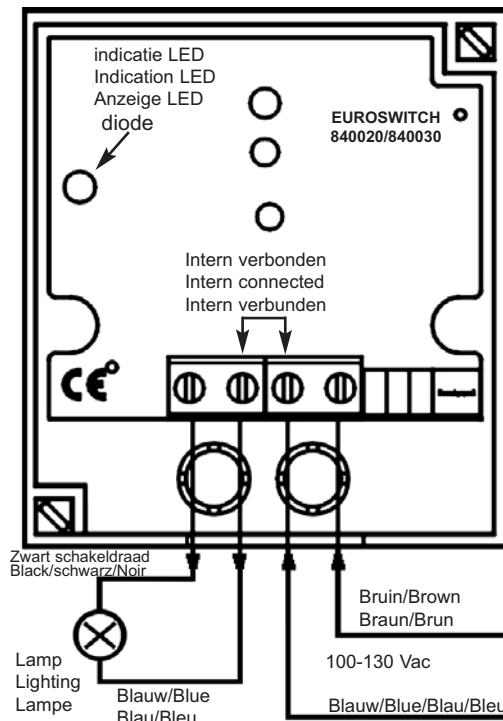 indicatie LED
Indication LED
Anzeige LED
diode
EUROSWITCH
840020/840030
Intern verbonden
Intern connected
Intern verbunden
CE
Zwart schakeldraad
Black/schwarz/Noir
Bruin/Brown
Braun/Brun
Lamp
Lighting
Lampe
100-130 Vac
Blauw/Blue
Blau/Bleu
Blauw/Blue/Blau/Bleu